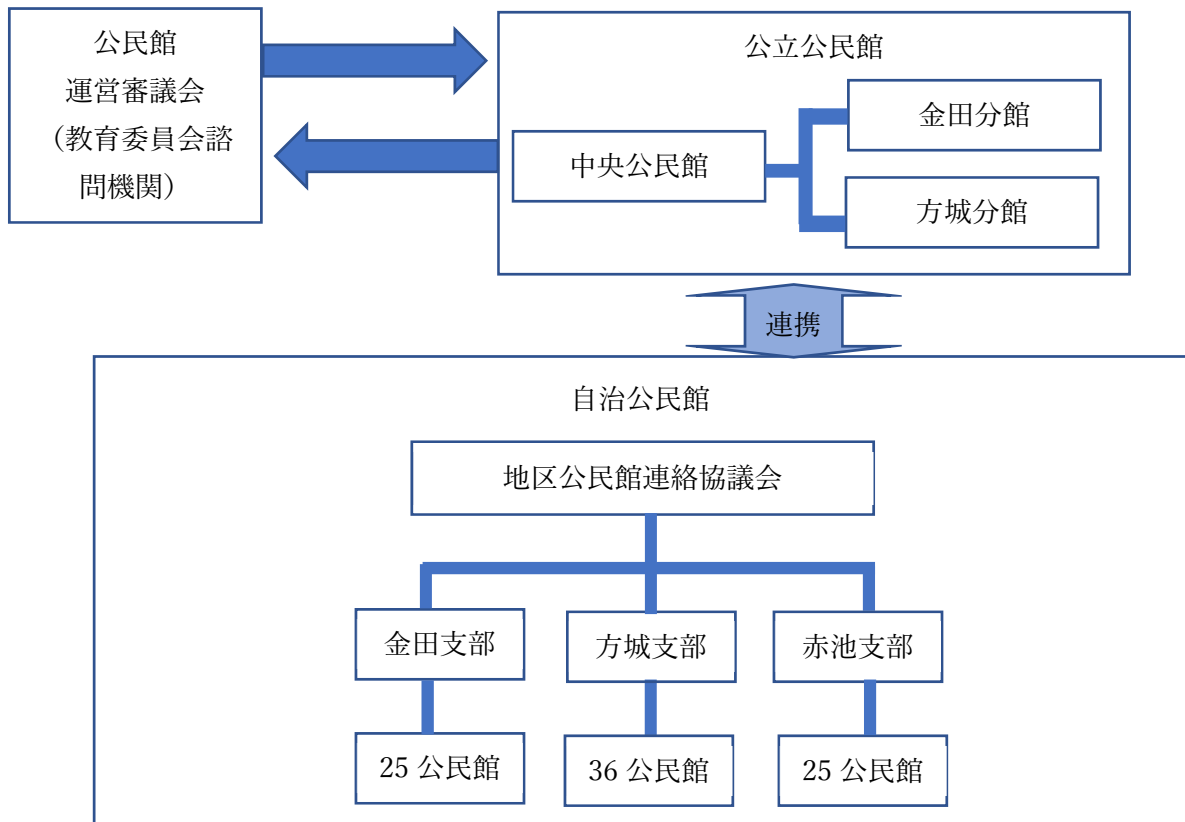 公民館
運営審議会
（教育委員会諮
問機関）
公立公民館
中央公民館
金田分館
方城分館
連携
自治公民館
地区公民館連絡協議会
金田支部
方城支部
赤池支部
25 公民館
36 公民館
25 公民館